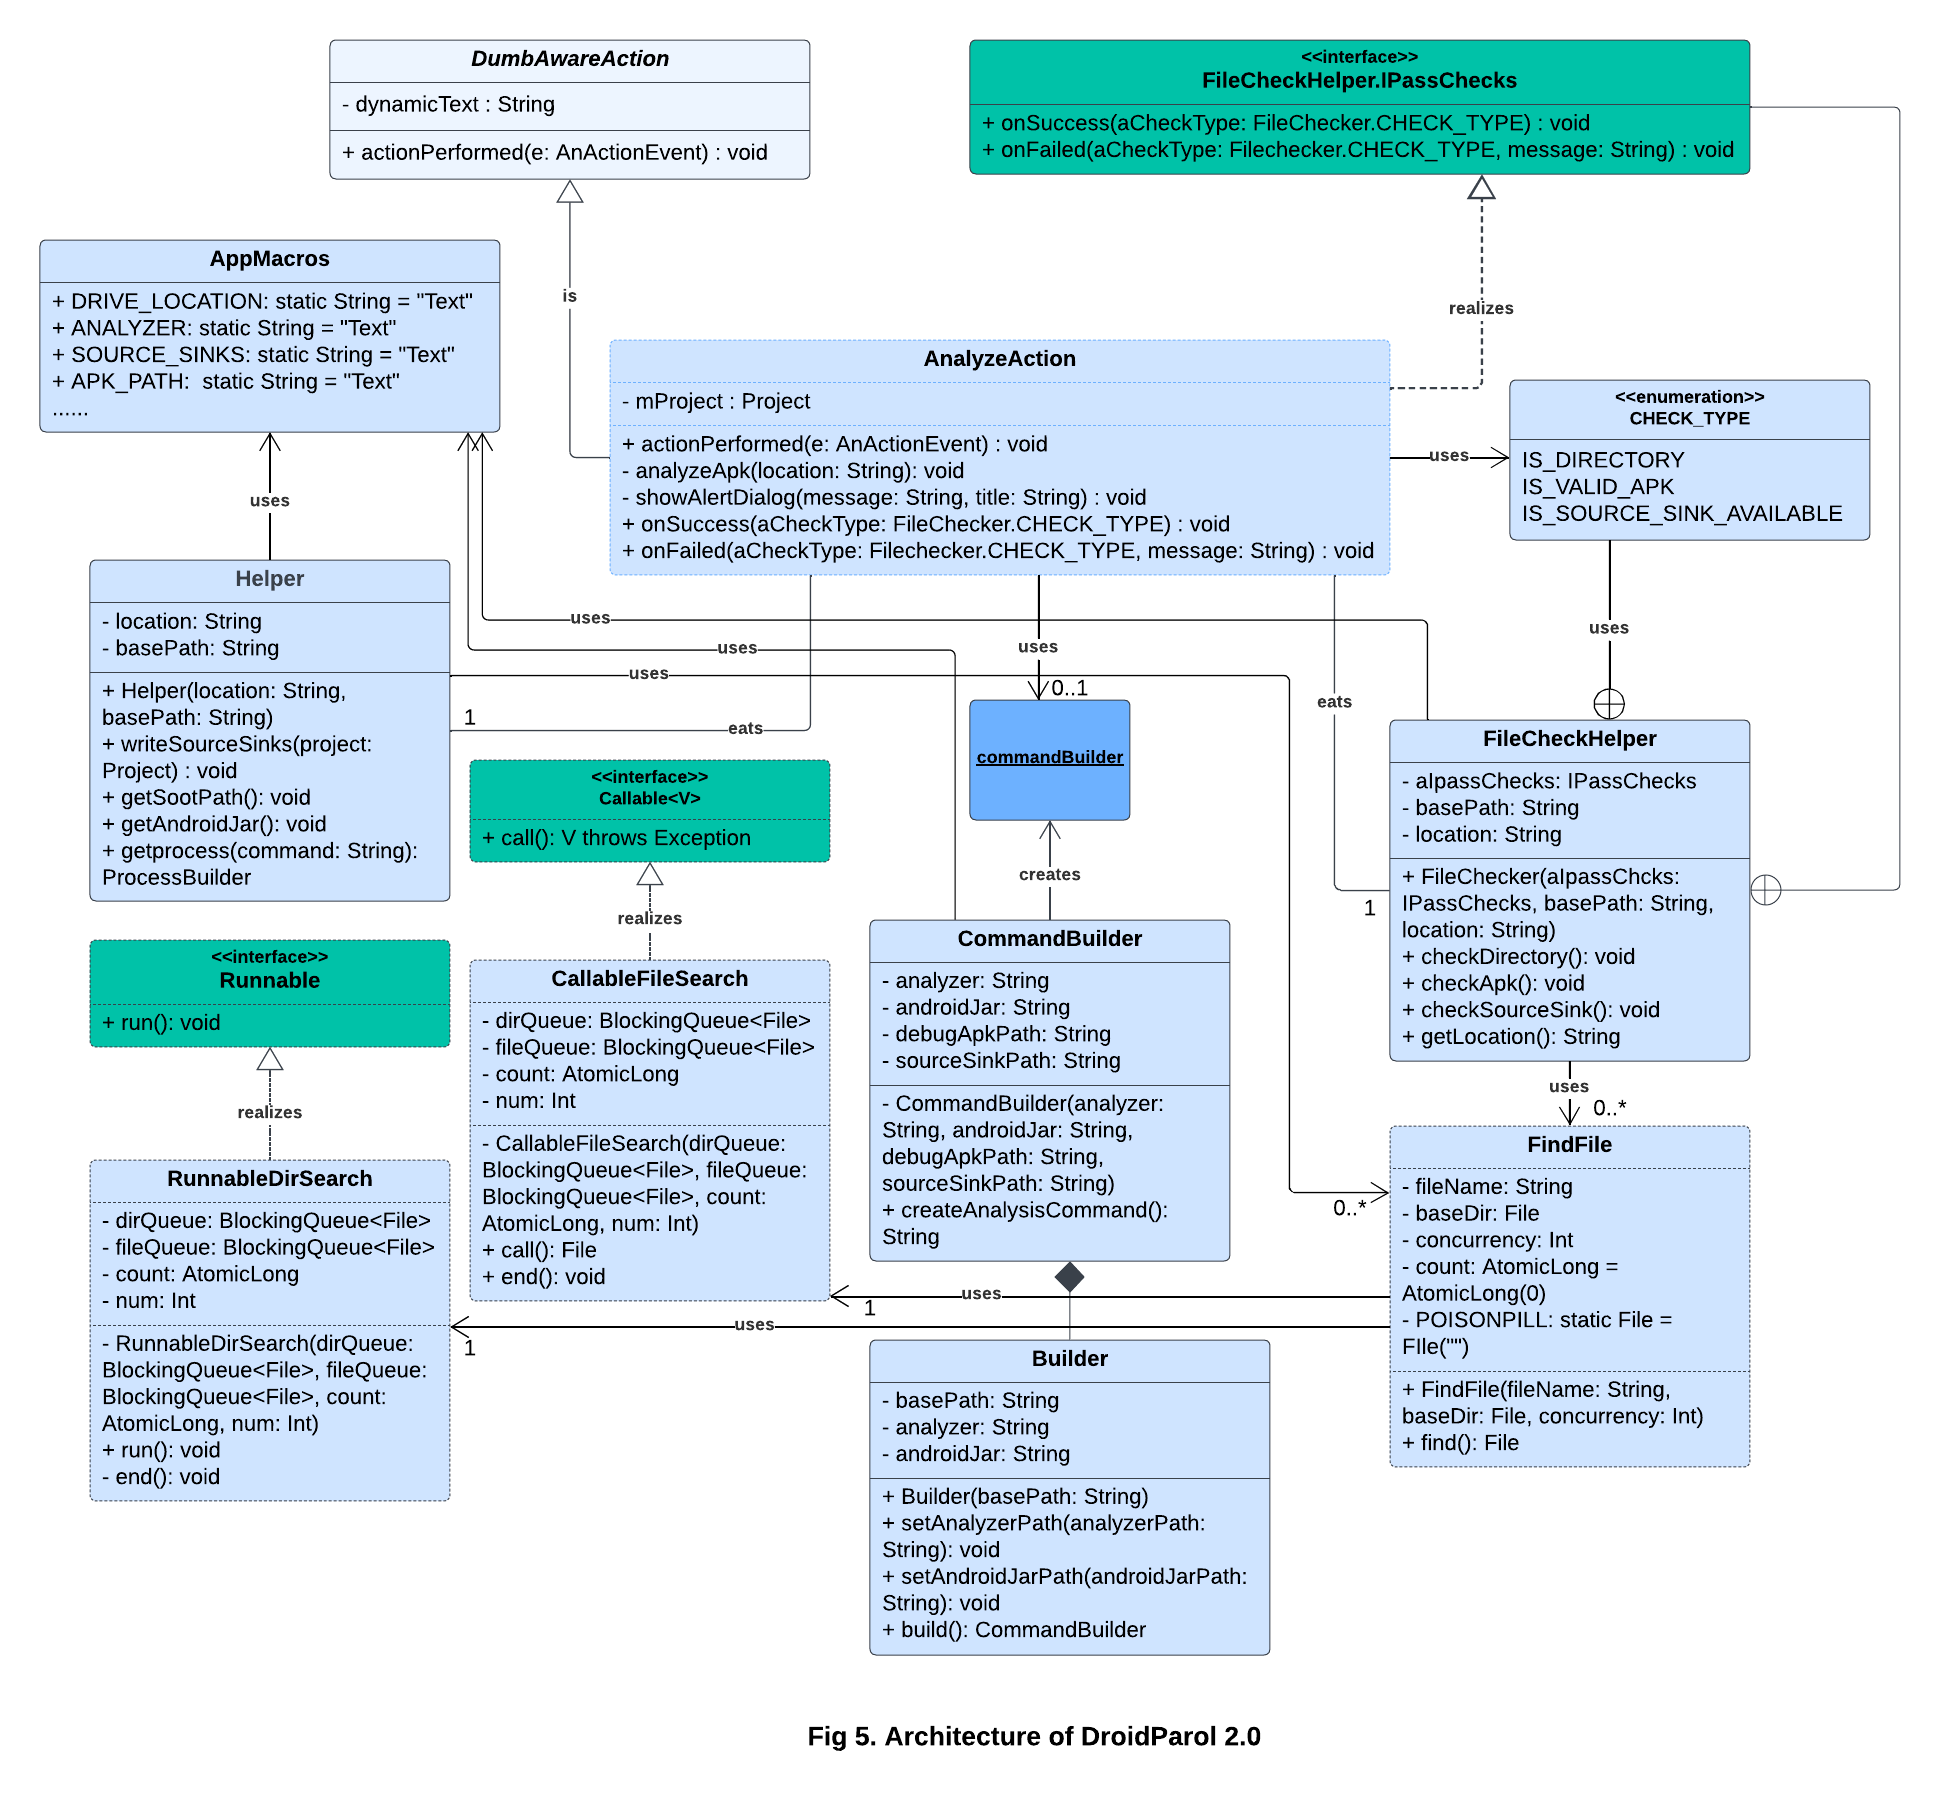 DumbAwareAction
- dynamicText : String
+ actionPerformed(e: AnActionEvent) : void
<<interface>>
FileCheckHelper.IPassChecks
+ onSuccess(aCheckType: FileChecker.CHECK_TYPE) : void
+ onFailed(aCheckType: Filechecker.CHECK_TYPE, message: String) : void
is
realizes
AppMacros
+ DRIVE_LOCATION: static String = "Text"
+ ANALYZER: static String = "Text"
+ SOURCE_SINKS: static String = "Text"
+ APK_PATH:  static String = "Text"
......
AnalyzeAction
- mProject : Project
+ actionPerformed(e: AnActionEvent) : void
- analyzeApk(location: String): void
- showAlertDialog(message: String, title: String) : void
+ onSuccess(aCheckType: FileChecker.CHECK_TYPE) : void
+ onFailed(aCheckType: Filechecker.CHECK_TYPE, message: String) : void
uses
<<enumeration>>
CHECK_TYPE
IS_DIRECTORY
IS_VALID_APK
IS_SOURCE_SINK_AVAILABLE
uses
uses
uses
uses
uses
uses
0..1
eats
eats
1
1
Helper
- location: String
- basePath: String
+ Helper(location: String,
basePath: String)
+ writeSourceSinks(project:
Project) : void
+ getSootPath(): void
+ getAndroidJar(): void
+ getprocess(command: String):
ProcessBuilder
commandBuilder
creates
<<interface>>
Callable<V>
+ call(): V throws Exception
realizes
FileCheckHelper
- aIpassChecks: IPassChecks
- basePath: String
- location: String
+ FileChecker(aIpassChcks:
IPassChecks, basePath: String,
location: String)
+ checkDirectory(): void
+ checkApk(): void
+ checkSourceSink(): void
+ getLocation(): String
uses
0..*
0..*
<<interface>>
Runnable
+ run(): void
realizes
CallableFileSearch
- dirQueue: BlockingQueue<File>
- fileQueue: BlockingQueue<File>
- count: AtomicLong
- num: Int
- CallableFileSearch(dirQueue:
BlockingQueue<File>, fileQueue:
BlockingQueue<File>, count:
AtomicLong, num: Int)
+ call(): File
+ end(): void
CommandBuilder
- analyzer: String
- androidJar: String
- debugApkPath: String
- sourceSinkPath: String
- CommandBuilder(analyzer:
String, androidJar: String,
debugApkPath: String,
sourceSinkPath: String)
+ createAnalysisCommand():
String
RunnableDirSearch
- dirQueue: BlockingQueue<File>
- fileQueue: BlockingQueue<File>
- count: AtomicLong
- num: Int
- RunnableDirSearch(dirQueue:
BlockingQueue<File>, fileQueue:
BlockingQueue<File>, count:
AtomicLong, num: Int)
+ run(): void
- end(): void
FindFile
- fileName: String
- baseDir: File
- concurrency: Int
- count: AtomicLong =
AtomicLong(0)
- POISONPILL: static File =
FIle("")
+ FindFile(fileName: String,
baseDir: File, concurrency: Int)
+ find(): File
uses
1
uses
1
Builder
- basePath: String
- analyzer: String
- androidJar: String
+ Builder(basePath: String)
+ setAnalyzerPath(analyzerPath:
String): void
+ setAndroidJarPath(androidJarPath:
String): void
+ build(): CommandBuilder
Fig 5. Architecture of DroidParol 2.0